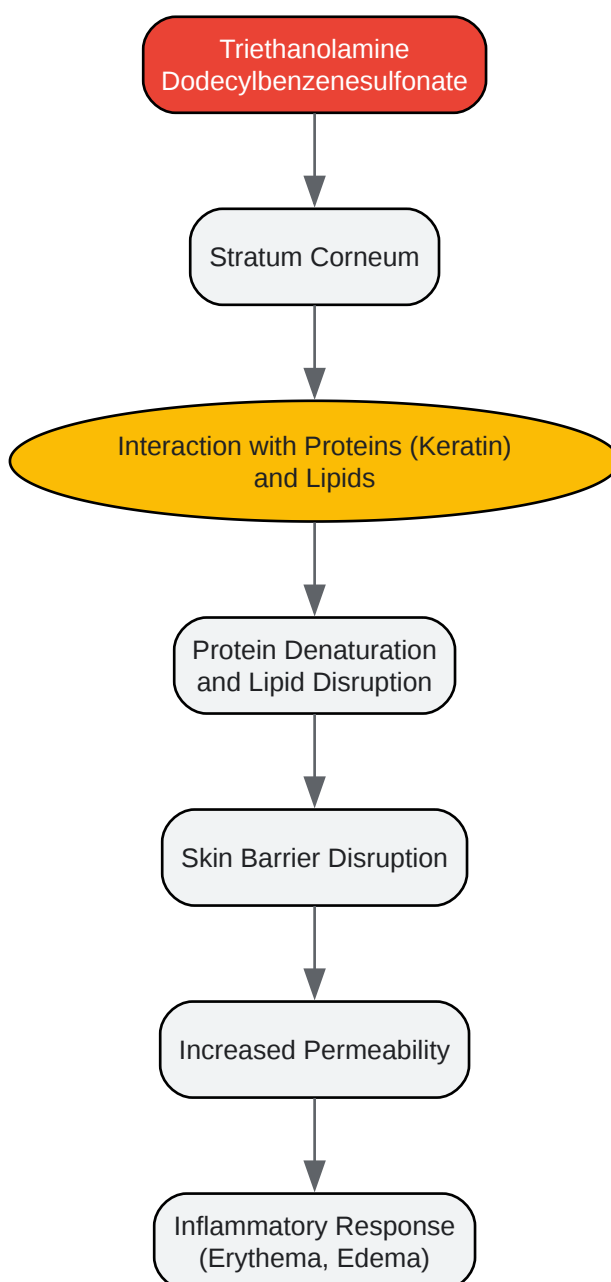 Triethanolamine
Dodecylbenzenesulfonate
Stratum Corneum
Interaction with Proteins (Keratin)
and Lipids
Protein Denaturation
and Lipid Disruption
Skin Barrier Disruption
Increased Permeability
Inflammatory Response
(Erythema, Edema)